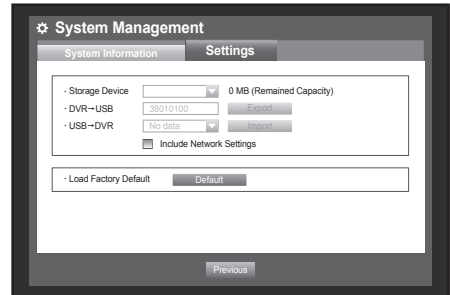 System Management
System Information Settings
· Storage Device 0 MB (Remained Capacity)
· DVR→USB 38010100 Export
· USB→DVR No data Import
Include Network Settings
· Load Factory Default Default
Previous